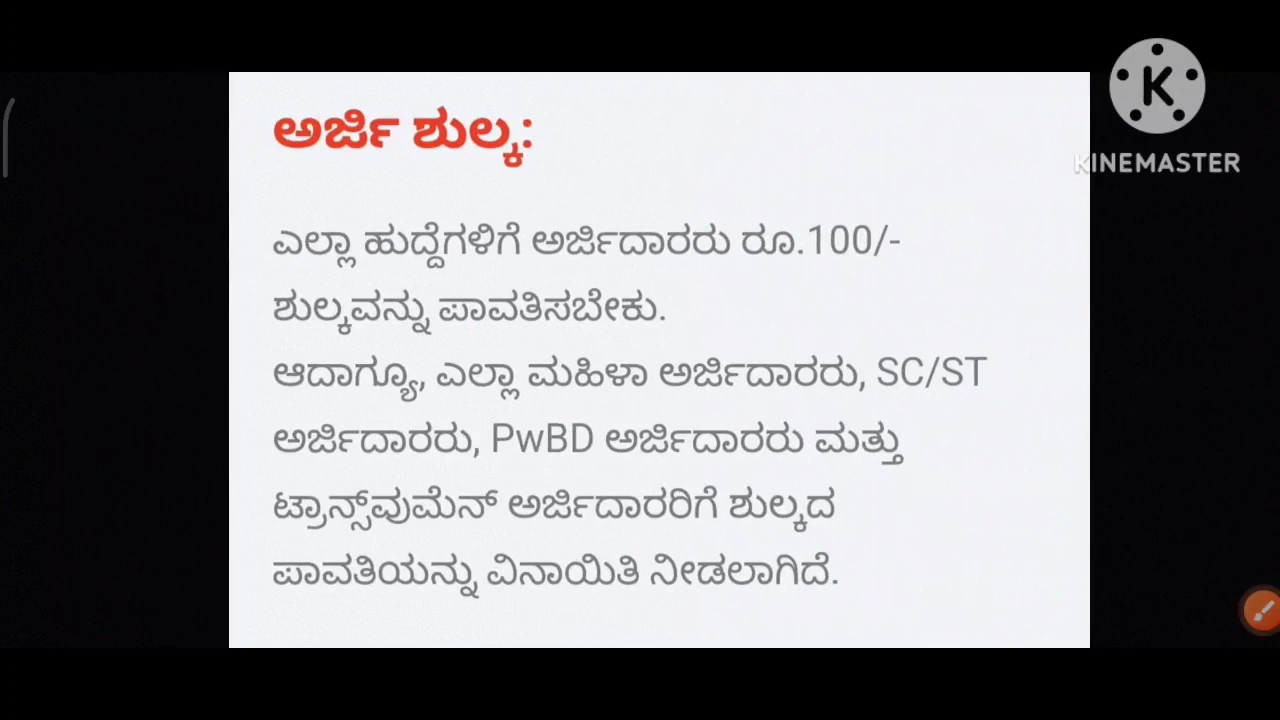 ಅರ್ಜಿ ಶುಲ್ಕ:
K
KINEMASTER
ಎಲ್ಲಾ ಹುದ್ದೆಗಳಿಗೆ ಅರ್ಜಿದಾರರು ರೂ.100/-
ಶುಲ್ಕವನ್ನು ಪಾವತಿಸಬೇಕು.
ಆದಾಗ್ಯೂ, ಎಲ್ಲಾ ಮಹಿಳಾ ಅರ್ಜಿದಾರರು, SC/ST
ಅರ್ಜಿದಾರರು, PwBD ಅರ್ಜಿದಾರರು ಮತ್ತು
ಟ್ರಾನ್ಸ್‌ವುಮೆನ್ ಅರ್ಜಿದಾರರಿಗೆ ಶುಲ್ಕದ
ಪಾವತಿಯನ್ನು ವಿನಾಯಿತಿ ನೀಡಲಾಗಿದೆ.